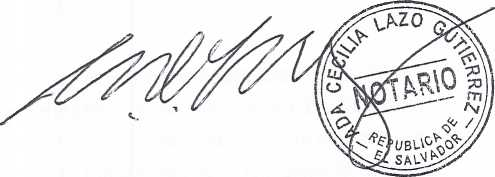 ADA CECILIA LAZO GUTIERREZ
NOTARIO
REPUBLICA DE
EL SALVADOR